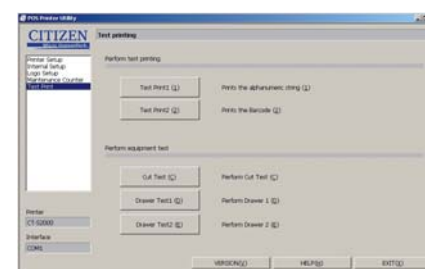 POS Printer Utility
CITIZEN
Micro HumanTech
Test printing
Printer Setup
Internal Setup
Logo Setup
Maintenance Counter
Test Print
Perform test printing
Test Print1 (1)
Prints the alphanumeric string (1)
Test Print2 (2)
Prints the Barcode (2)
Perform equipment test
Cut Test (C)
Perform Cut Test (C)
Drawer Test1 (D)
Perform Drawer 1 (D)
Drawer Test2 (E)
Perform Drawer 2 (E)
Printer
CT-S2000
Interface
COM1
VERSION(V)
HELP(H)
EXIT(X)